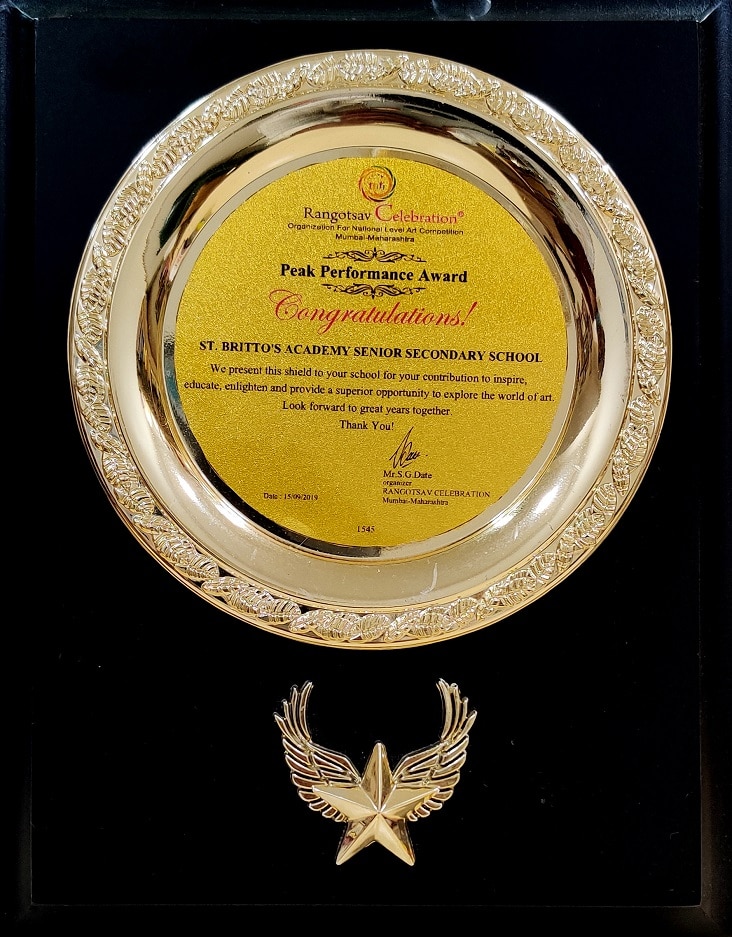 Rangotsav Celebration®
Organization For National Level Art Competition
Mumbai-Maharashtra
Peak Performance Award
Congratulations!
ST. BRITTO'S ACADEMY SENIOR SECONDARY SCHOOL
We present this shield to your school for your contribution to inspire,
educate, enlighten and provide a superior opportunity to explore the world of art.
Look forward to great years together
Thank You!
Mr.S.G.Date
organizer
RANGOTSAV CELEBRATION
Mumbai-Maharashtra
Date : 15/09/2019
1545